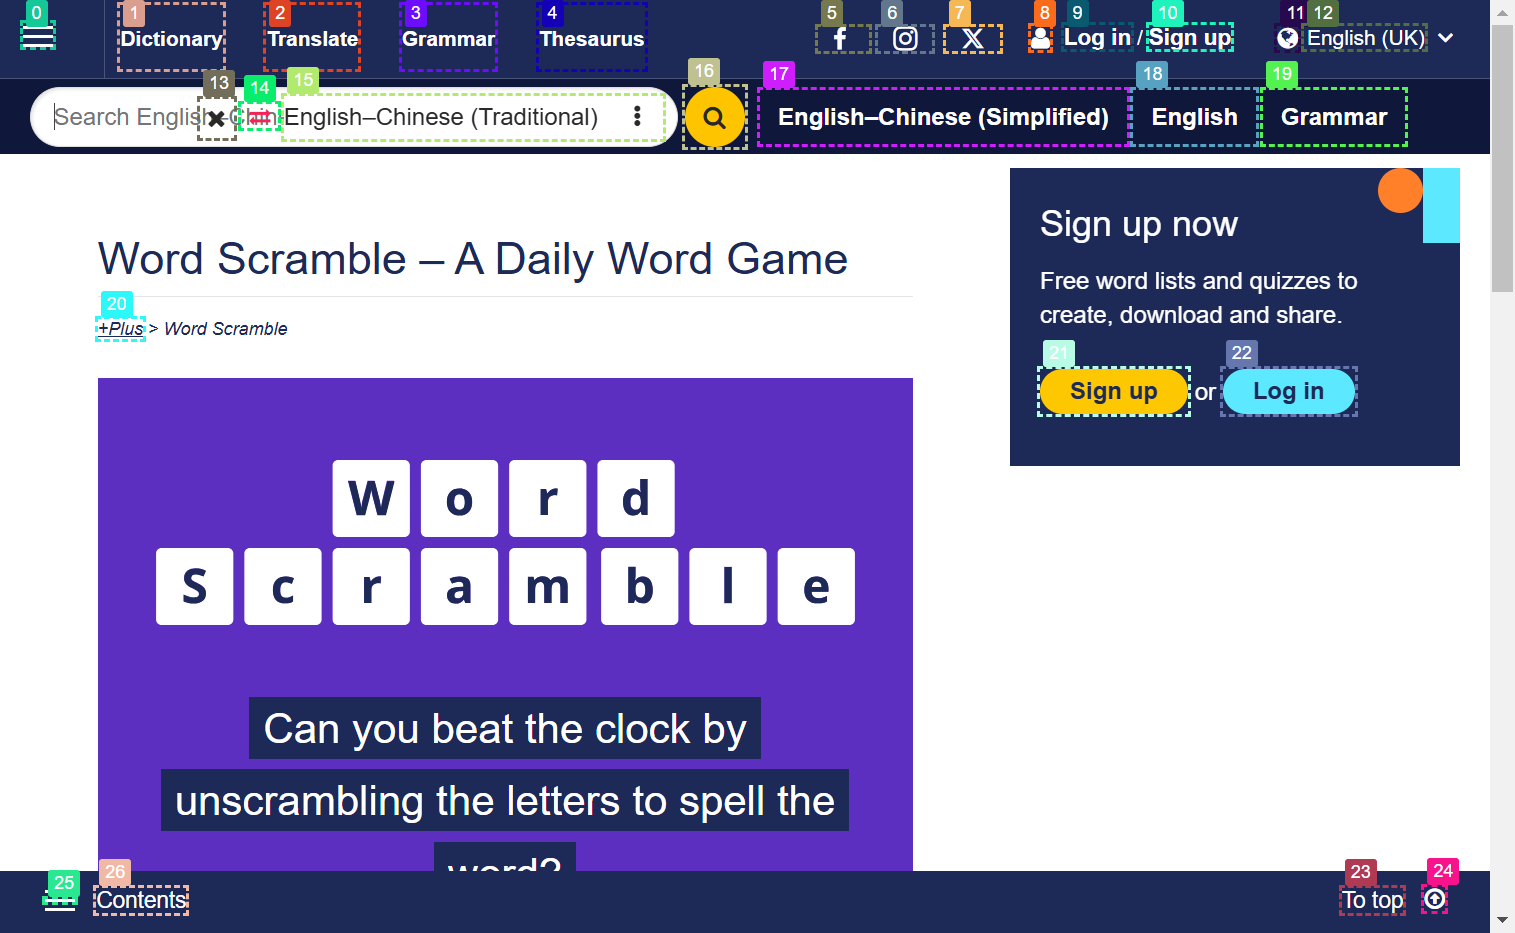 0
1
2
3
4
5
6
7
8
9
10
11
12
Dictionary
Translate
Grammar
Thesaurus
Log in / Sign up
English (UK)
13
14
15
16
17
18
19
Search English
English–Chinese (Traditional)
English–Chinese (Simplified)
English
Grammar
Word Scramble – A Daily Word Game
20
+Plus > Word Scramble
Sign up now
Free word lists and quizzes to
create, download and share.
21
22
Sign up or Log in
W o r d
S c r a m b l e
Can you beat the clock by
unscrambling the letters to spell the
word?
25
26
Contents
23
24
To top